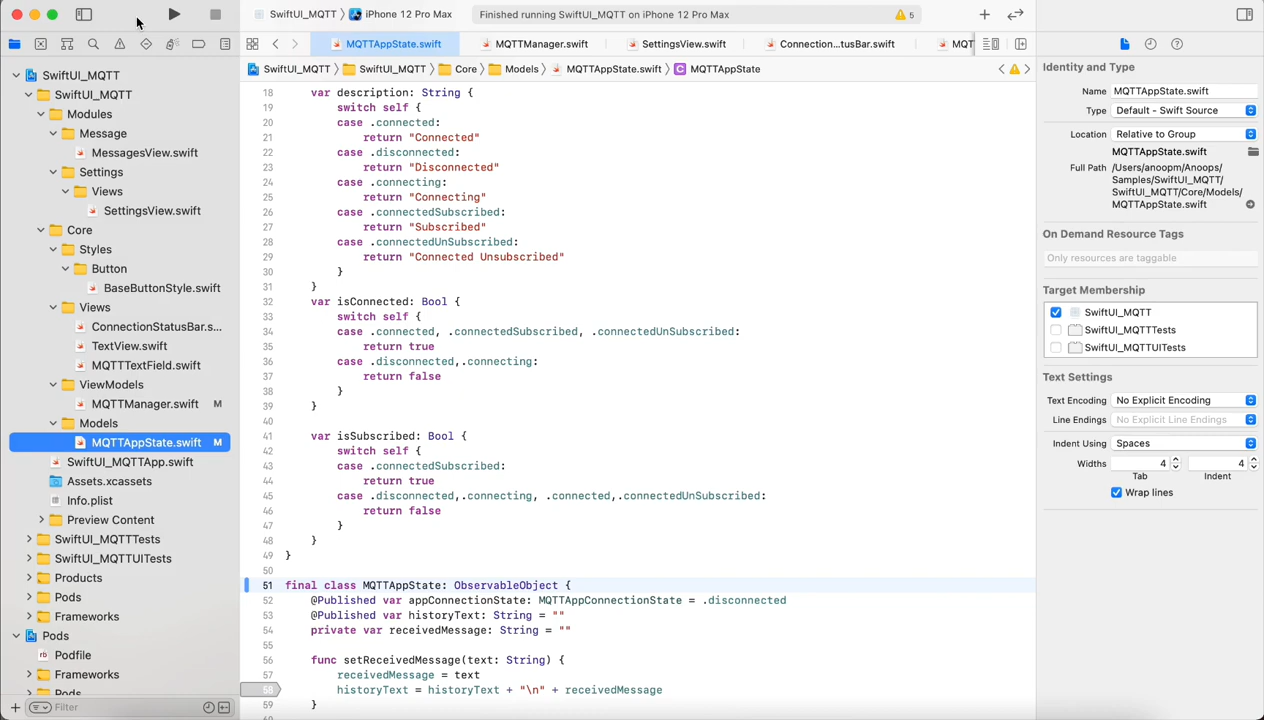 SwiftUI_MQTT
iPhone 12 Pro Max
Finished running SwiftUI_MQTT on iPhone 12 Pro Max
5
MQTTAppState.swift
MQTTManager.swift
SettingsView.swift
Connection...tusBar.swift
MQT
SwiftUI_MQTT
SwiftUI_MQTT
Core
Models
MQTTAppState.swift
C
MQTTAppState
SwiftUI_MQTT
SwiftUI_MQTT
Modules
Message
MessagesView.swift
Settings
Views
SettingsView.swift
Core
Styles
Button
BaseButtonStyle.swift
Views
ConnectionStatusBar.s...
TextView.swift
MQTTTextField.swift
ViewModels
MQTTManager.swift M
Models
MQTTAppState.swift M
SwiftUI_MQTTApp.swift
Assets.xcassets
Info.plist
Preview Content
SwiftUI_MQTTTests
SwiftUI_MQTTUITests
Products
Pods
Frameworks
Pods
rb Podfile
Frameworks
Pods
Filter
18 var description: String {
19 switch self {
20 case .connected:
21 return "Connected"
22 case .disconnected:
23 return "Disconnected"
24 case .connecting:
25 return "Connecting"
26 case .connectedSubscribed:
27 return "Subscribed"
28 case .connectedUnSubscribed:
29 return "Connected Unsubscribed"
30 }
31 }
32 var isConnected: Bool {
33 switch self {
34 case .connected, .connectedSubscribed, .connectedUnSubscribed:
35 return true
36 case .disconnected,.connecting:
37 return false
38 }
39 }
40
41 var isSubscribed: Bool {
42 switch self {
43 case .connectedSubscribed:
44 return true
45 case .disconnected,.connecting, .connected,.connectedUnSubscribed:
46 return false
47 }
48 }
49 }
50
51 final class MQTTAppState: ObservableObject {
52 @Published var appConnectionState: MQTTAppConnectionState = .disconnected
53 @Published var historyText: String = ""
54 private var receivedMessage: String = ""
55
56 func setReceivedMessage(text: String) {
57 receivedMessage = text
58 historyText = historyText + "\n" + receivedMessage
59 }
Identity and Type
Name MQTTAppState.swift
Type Default - Swift Source
Location Relative to Group
MQTTAppState.swift
Full Path /Users/anoopm/Anoops/
Samples/SwiftUI_MQTT/
SwiftUI_MQTT/Core/Models/
MQTTAppState.swift
On Demand Resource Tags
Only resources are taggable
Target Membership
SwiftUI_MQTT
SwiftUI_MQTTTests
SwiftUI_MQTTUITests
Text Settings
Text Encoding No Explicit Encoding
Line Endings No Explicit Line Endings
Indent Using Spaces
Widths 4 4
Tab Indent
Wrap lines